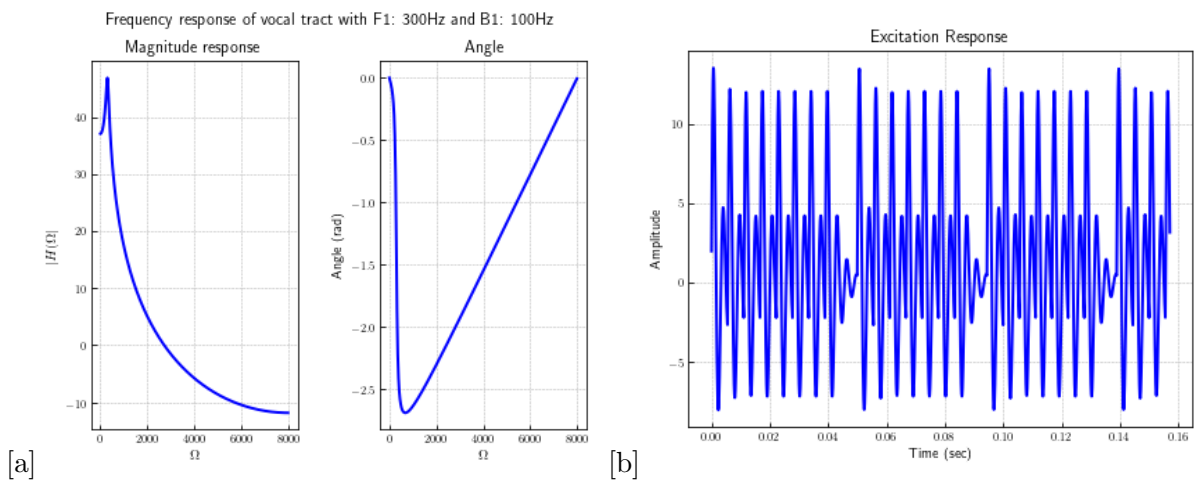 Frequency response of vocal tract with F1: 300Hz and B1: 100Hz
Magnitude response
|H(Ω|
40
30
20
10
0
−10
0 2000 4000 6000 8000
Ω
Angle
Angle (rad)
0.0
−0.5
−1.0
−1.5
−2.0
−2.5
0 2000 4000 6000 8000
Ω
[a]
Excitation Response
Amplitude
10
5
0
−5
0.00 0.02 0.04 0.06 0.08 0.10 0.12 0.14 0.16
Time (sec)
[b]